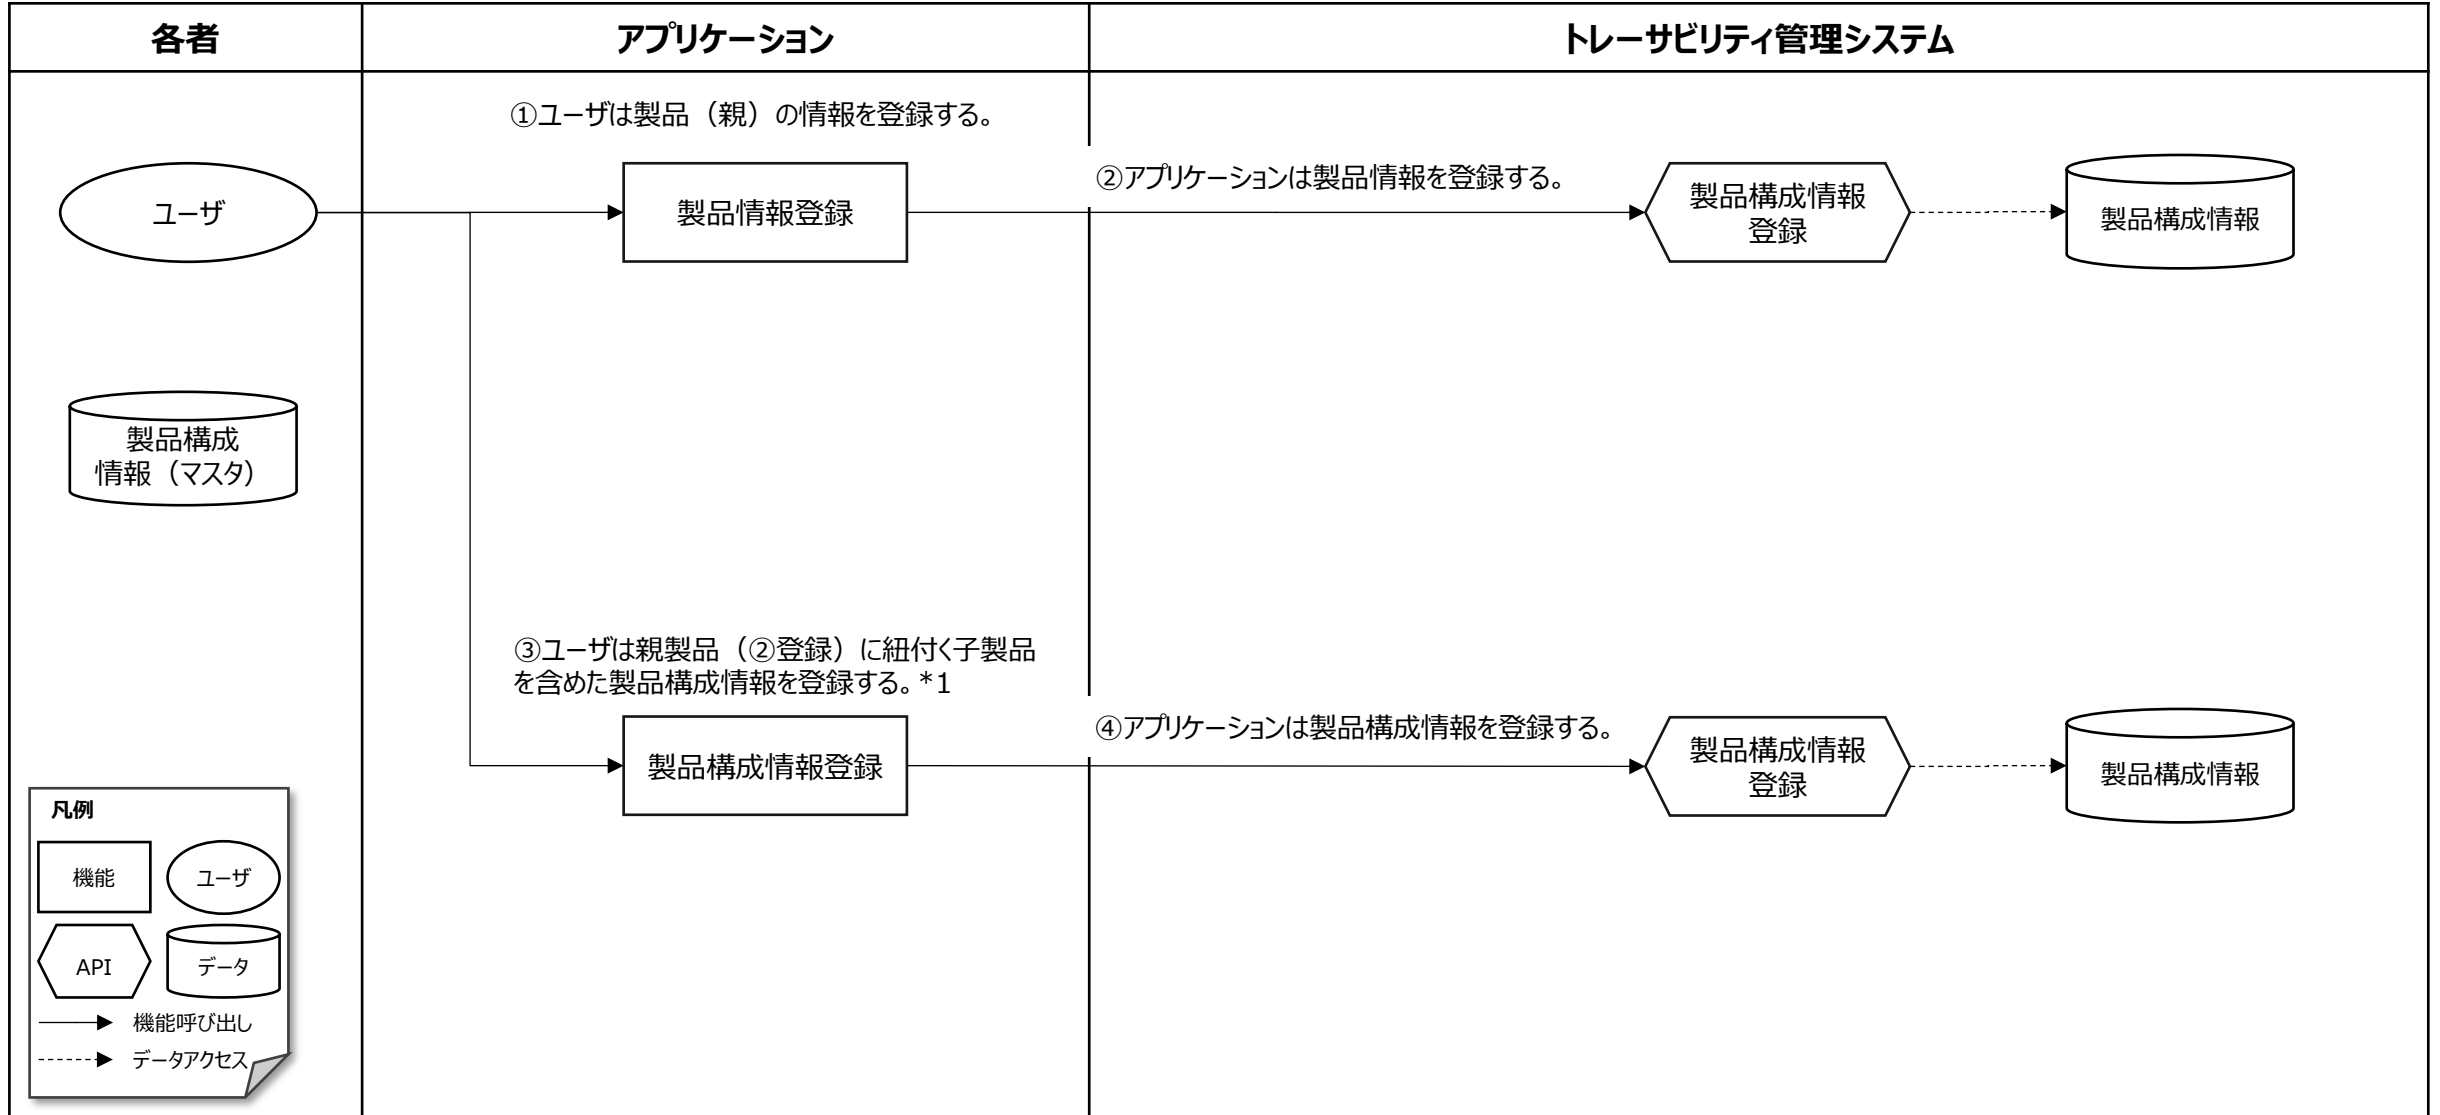 各者
アプリケーション
トレーサビリティ管理システム
①ユーザは製品（親）の情報を登録する。
②アプリケーションは製品情報を登録する。
ユーザ
製品情報登録
製品構成情報
登録
製品構成情報
製品構成
情報（マスタ）
③ユーザは親製品（②登録）に紐付く子製品
を含めた製品構成情報を登録する。*1
④アプリケーションは製品構成情報を登録する。
製品構成情報登録
製品構成情報
登録
製品構成情報
凡例
機能
ユーザ
API
データ
機能呼び出し
データアクセス